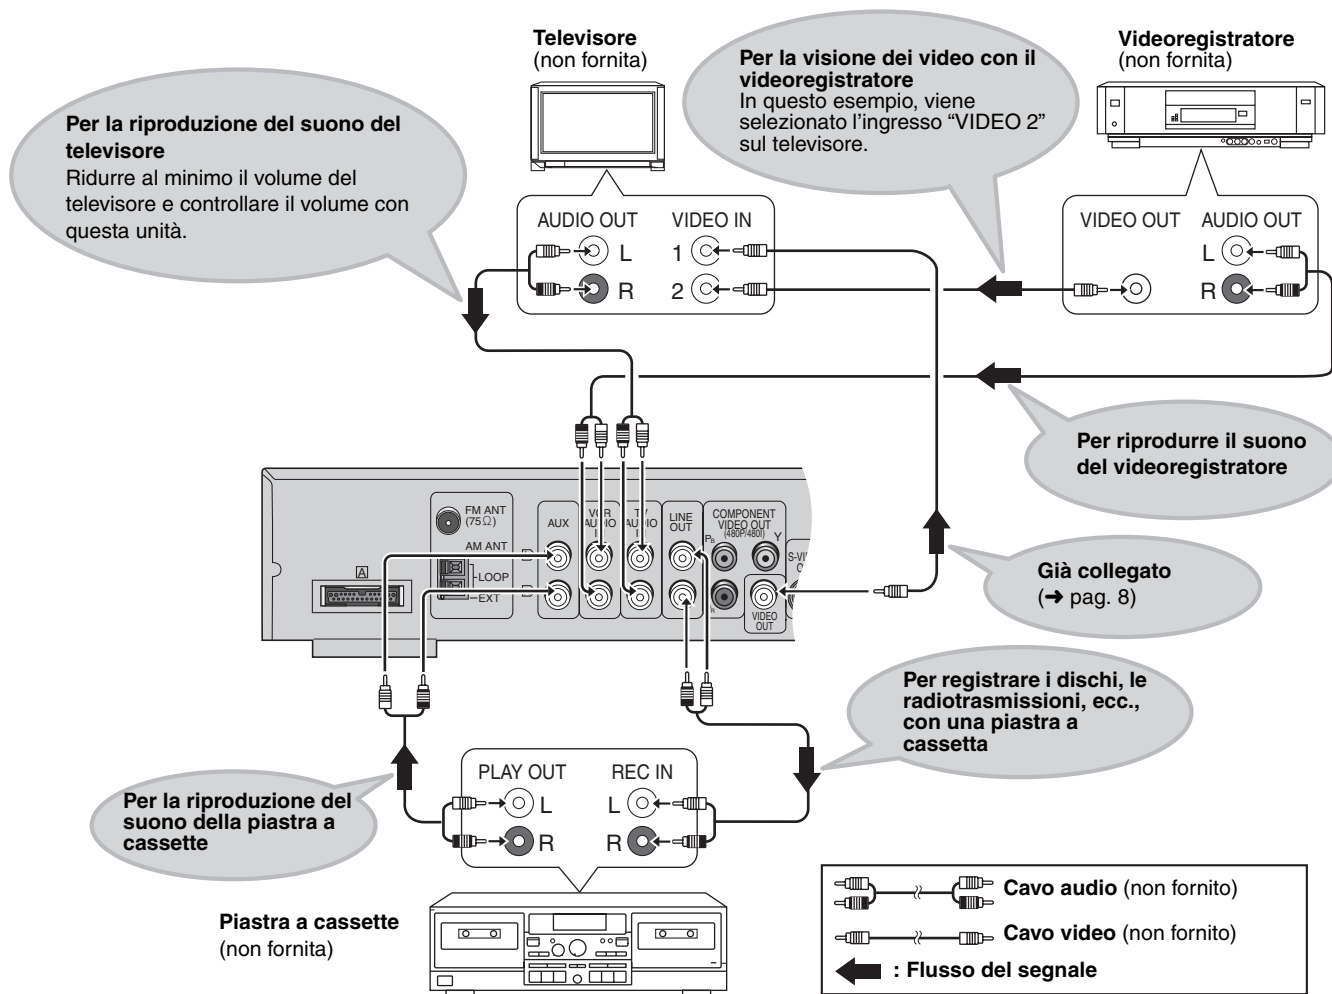 Televisore
(non fornita)
Per la visione dei video con il
videoregistratore
In questo esempio, viene
selezionato l'ingresso “VIDEO 2”
sul televisore.
Videoregistratore
(non fornita)
Per la riproduzione del suono del
televisore
Ridurre al minimo il volume del
televisore e controllare il volume con
questa unità.
AUDIO OUT VIDEO IN
L 1
R 2
VIDEO OUT AUDIO OUT
L
R
Per riprodurre il suono
del videoregistratore
FM ANT
(75Ω)
AM ANT
LOOP
EXT
A
AUX
VCR
AUDIO
TV
AUDIO
LINE
OUT
COMPONENT
VIDEO OUT
(480P/480I)
PB Y
VIDEO
OUT
Già collegato
(➜ pag. 8)
Per registrare i dischi, le
radiotrasmissioni, ecc.,
con una piastra a
cassetta
Per la riproduzione del
suono della piastra a
cassette
PLAY OUT REC IN
L L
R R
Piastra a cassette
(non fornita)
Cavo audio (non fornito)
Cavo video (non fornito)
: Flusso del segnale